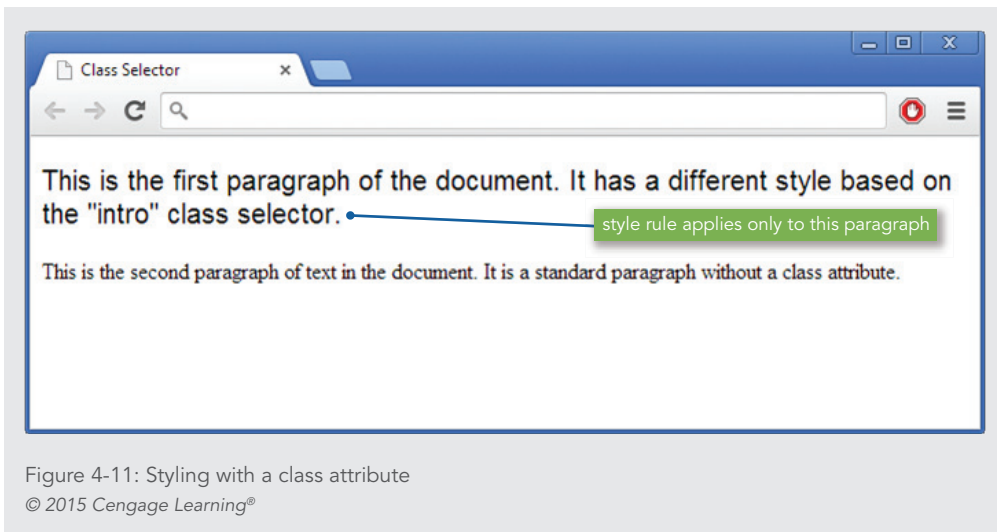 Class Selector
This is the first paragraph of the document. It has a different style based on
the "intro" class selector.
style rule applies only to this paragraph
This is the second paragraph of text in the document. It is a standard paragraph without a class attribute.
Figure 4-11: Styling with a class attribute
© 2015 Cengage Learning®